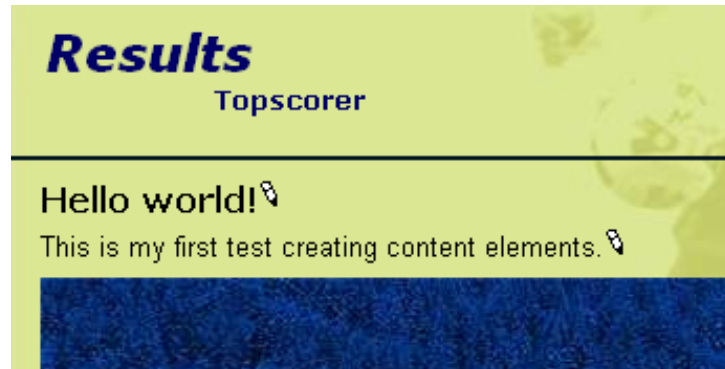 Results
Topscorer
Hello world!
This is my first test creating content elements.